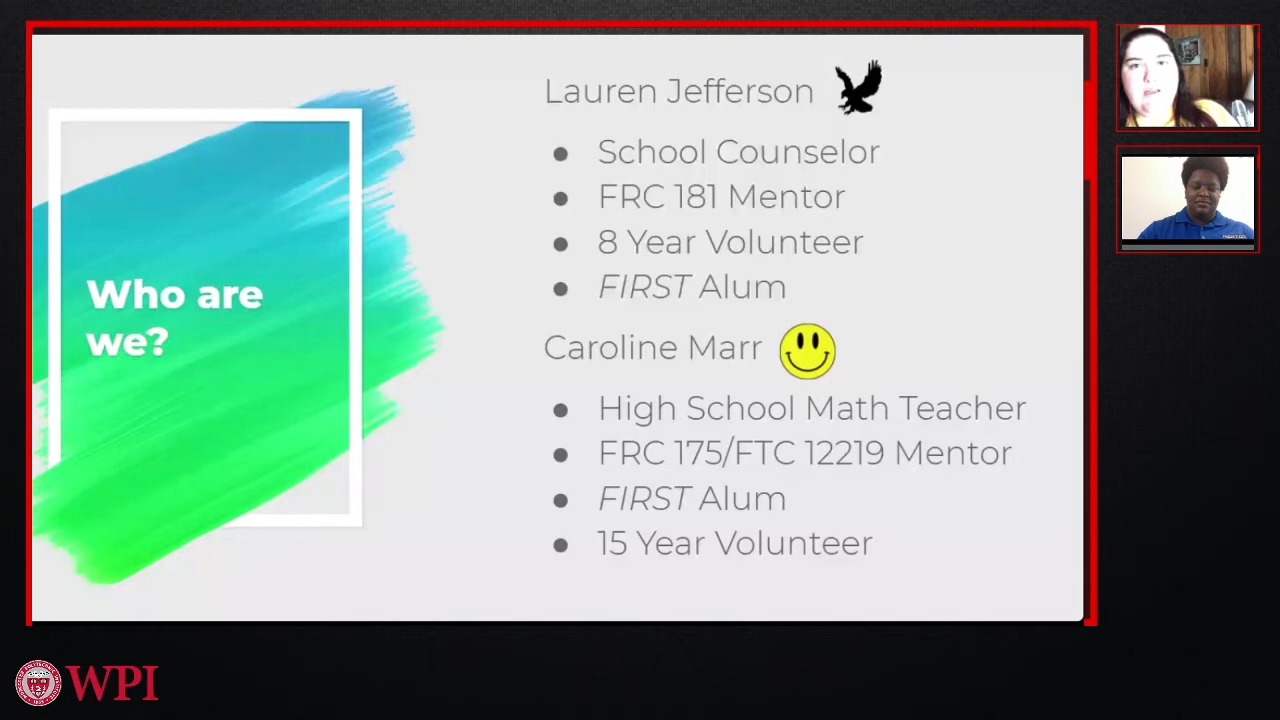 Who are
we?
Lauren Jefferson
● School Counselor
● FRC 181 Mentor
● 8 Year Volunteer
● FIRST Alum
Caroline Marr
● High School Math Teacher
● FRC 175/FTC 12219 Mentor
● FIRST Alum
● 15 Year Volunteer
WPI